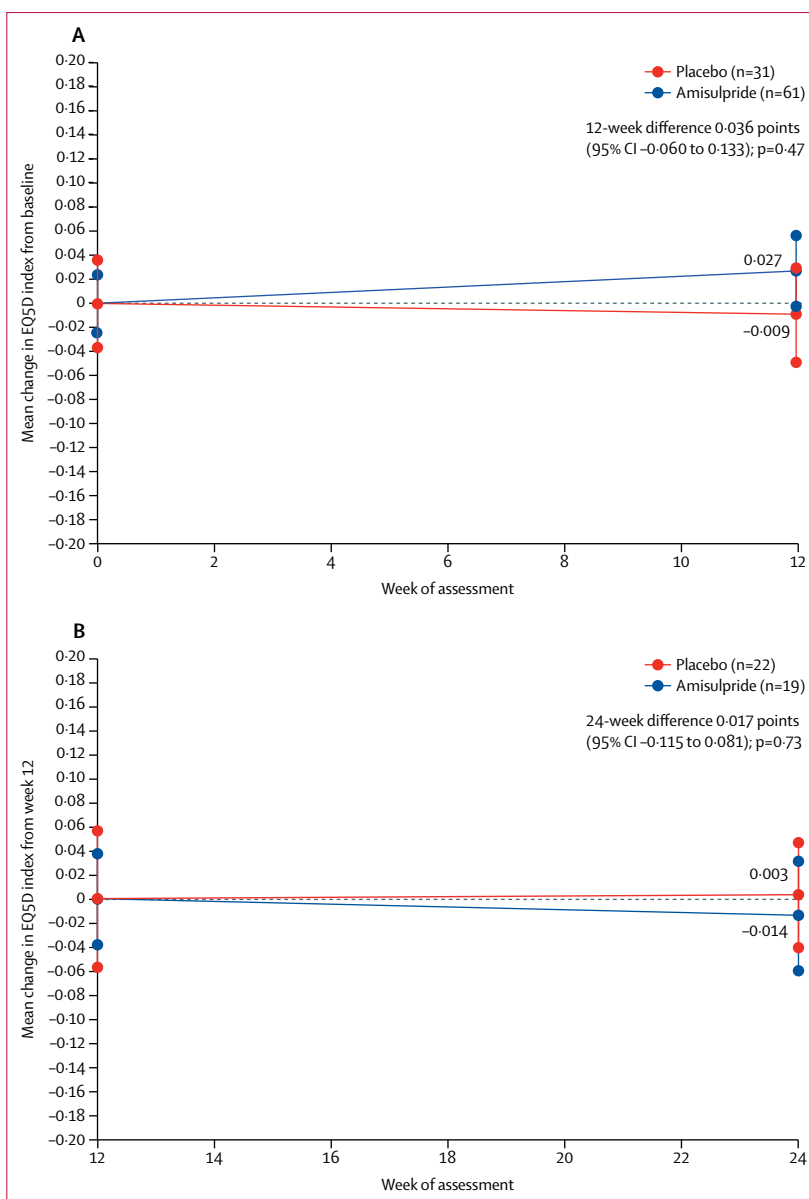 A
0·20
0·18
0·16
0·14
0·12
0·10
0·08
0·06
0·04
0·02
0
–0·02
–0·04
–0·06
–0·08
–0·10
–0·12
–0·14
–0·16
–0·18
–0·20
Mean change in EQ5D index from baseline
Placebo (n=31)
Amisulpride (n=61)
12-week difference 0·036 points
(95% CI –0·060 to 0·133); p=0·47
0·027
–0·009
0 2 4 6 8 10 12
Week of assessment
B
0·20
0·18
0·16
0·14
0·12
0·10
0·08
0·06
0·04
0·02
0
–0·02
–0·04
–0·06
–0·08
–0·10
–0·12
–0·14
–0·16
–0·18
–0·20
Mean change in EQ5D index from week 12
Placebo (n=22)
Amisulpride (n=19)
24-week difference 0·017 points
(95% CI –0·115 to 0·081); p=0·73
0·003
–0·014
12 14 16 18 20 22 24
Week of assessment